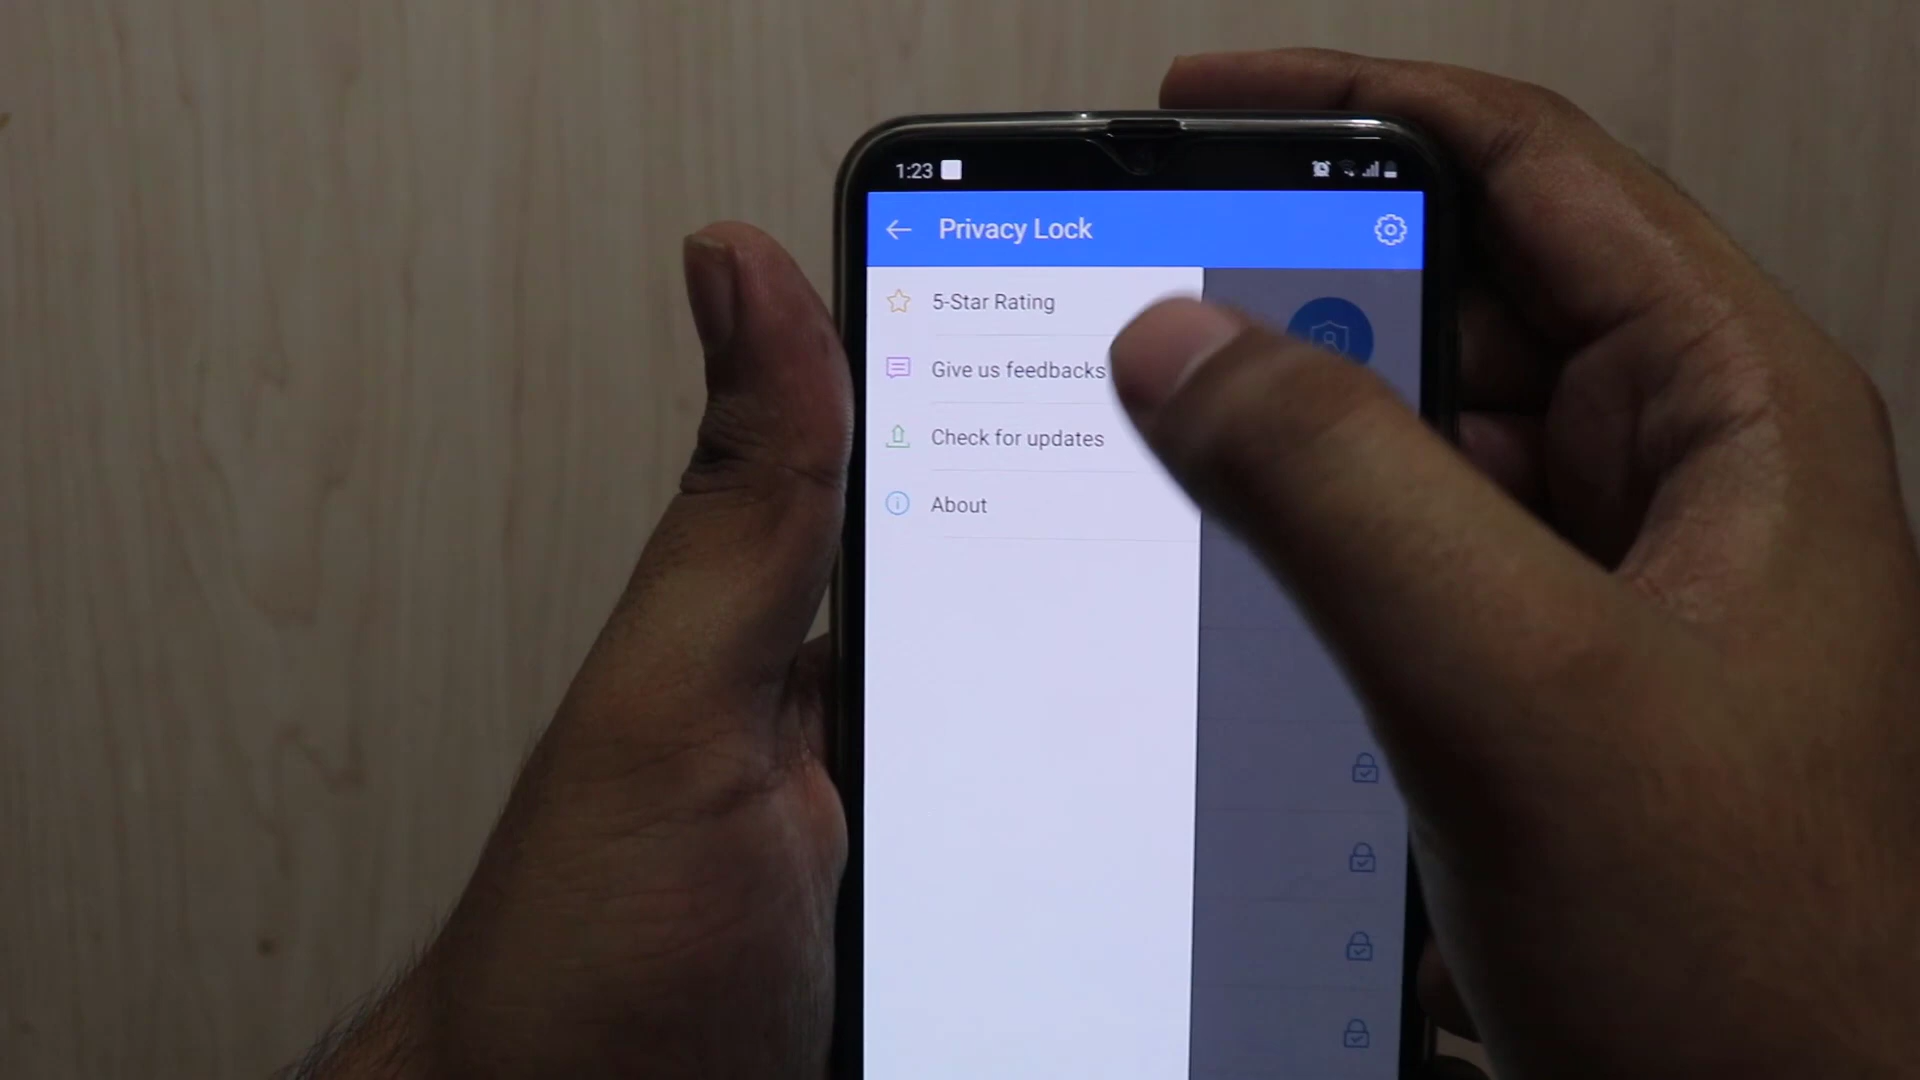 1:23
Privacy Lock
5-Star Rating
Give us feedbacks
Check for updates
About